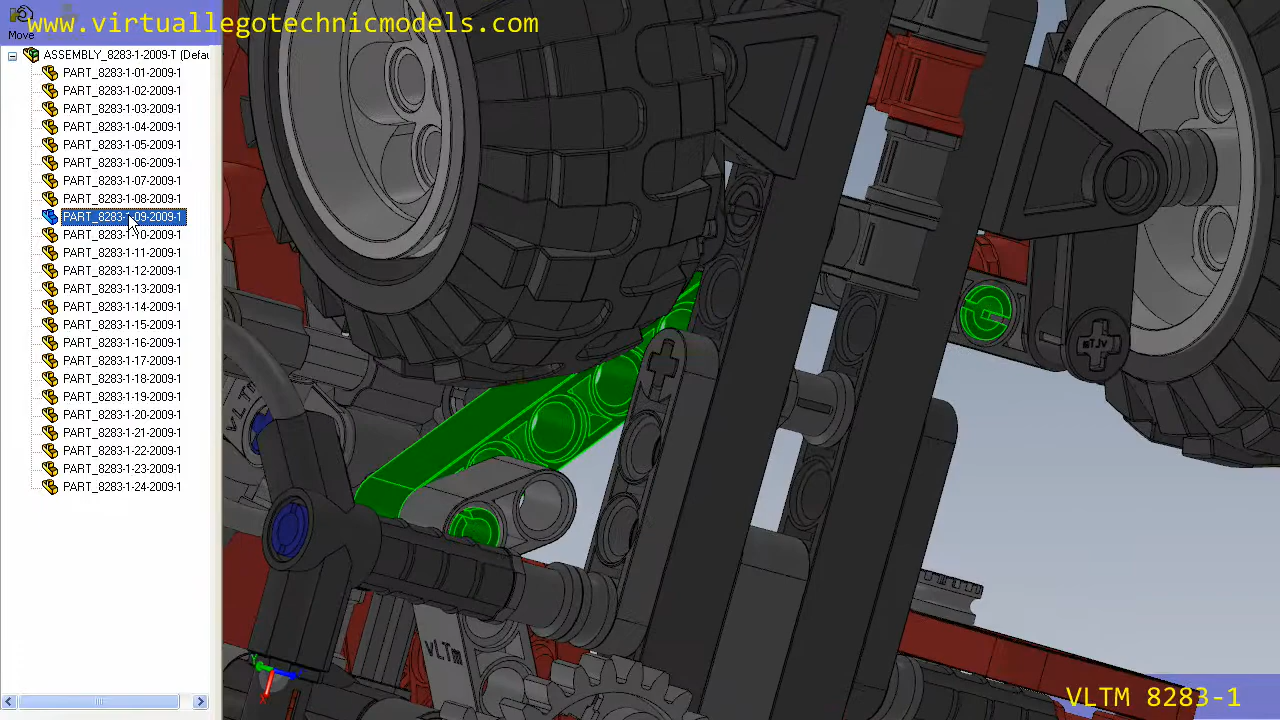 www.virtuallegotechnicmodels.com
Move
ASSEMBLY_8283-1-2009-T (Defau
PART_8283-1-01-2009-1
PART_8283-1-02-2009-1
PART_8283-1-03-2009-1
PART_8283-1-04-2009-1
PART_8283-1-05-2009-1
PART_8283-1-06-2009-1
PART_8283-1-07-2009-1
PART_8283-1-08-2009-1
PART_8283-1-09-2009-1
PART_8283-1-10-2009-1
PART_8283-1-11-2009-1
PART_8283-1-12-2009-1
PART_8283-1-13-2009-1
PART_8283-1-14-2009-1
PART_8283-1-15-2009-1
PART_8283-1-16-2009-1
PART_8283-1-17-2009-1
PART_8283-1-18-2009-1
PART_8283-1-19-2009-1
PART_8283-1-20-2009-1
PART_8283-1-21-2009-1
PART_8283-1-22-2009-1
PART_8283-1-23-2009-1
PART_8283-1-24-2009-1
vLTm
VLTM 8283-1